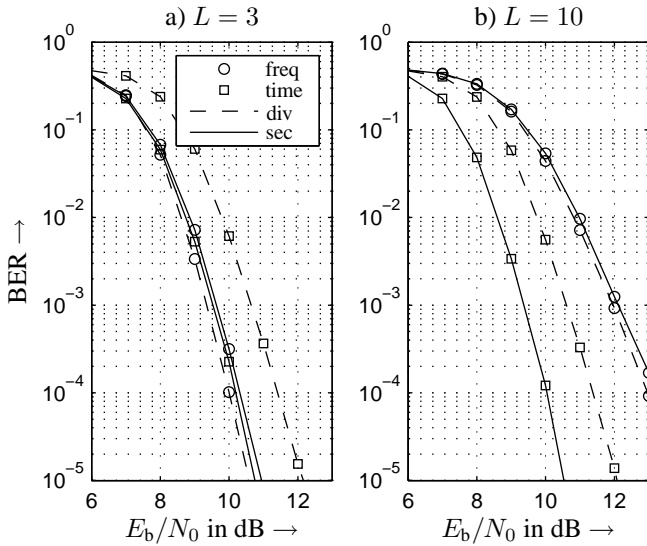 a) L = 3
b) L = 10
10^0
10^-1
10^-2
10^-3
10^-4
10^-5
10^0
10^-1
10^-2
10^-3
10^-4
10^-5
BER →
freq
time
div
sec
6 8 10 12
6 8 10 12
E_b/N_0 in dB →
E_b/N_0 in dB →